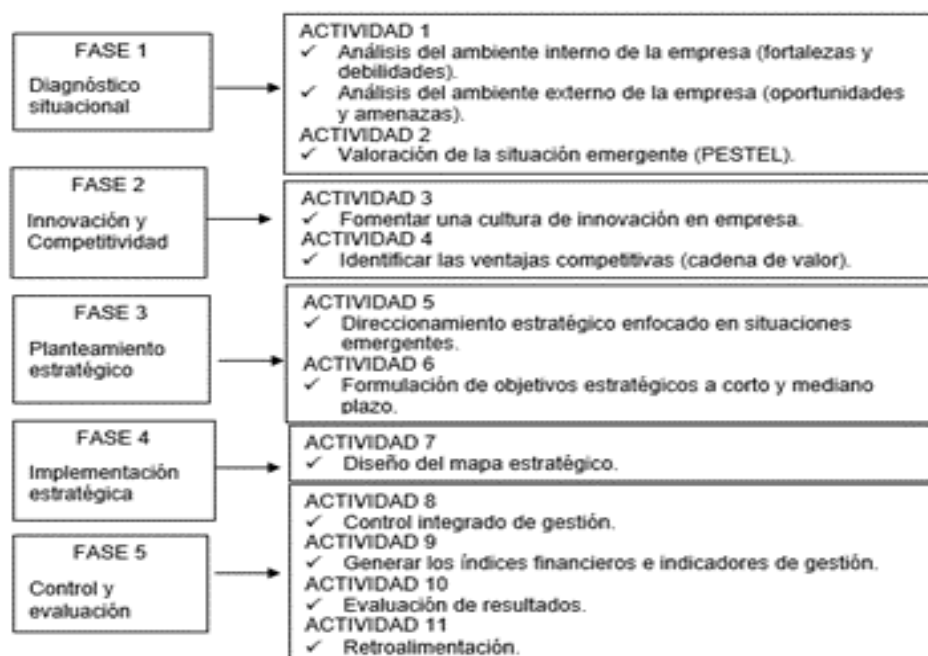 FASE 1
Diagnóstico
situacional
ACTIVIDAD 1
✓ Análisis del ambiente interno de la empresa (fortalezas y
debilidades).
✓ Análisis del ambiente externo de la empresa (oportunidades
y amenazas).
ACTIVIDAD 2
✓ Valoración de la situación emergente (PESTEL).
FASE 2
Innovación y
Competitividad
ACTIVIDAD 3
✓ Fomentar una cultura de innovación en empresa.
ACTIVIDAD 4
✓ Identificar las ventajas competitivas (cadena de valor).
FASE 3
Planteamiento
estratégico
ACTIVIDAD 5
✓ Direccionamiento estratégico enfocado en situaciones
emergentes.
ACTIVIDAD 6
✓ Formulación de objetivos estratégicos a corto y mediano
plazo.
FASE 4
Implementación
estratégica
ACTIVIDAD 7
✓ Diseño del mapa estratégico.
FASE 5
Control y
evaluación
ACTIVIDAD 8
✓ Control integrado de gestión.
ACTIVIDAD 9
✓ Generar los índices financieros e indicadores de gestión.
ACTIVIDAD 10
✓ Evaluación de resultados.
ACTIVIDAD 11
✓ Retroalimentación.